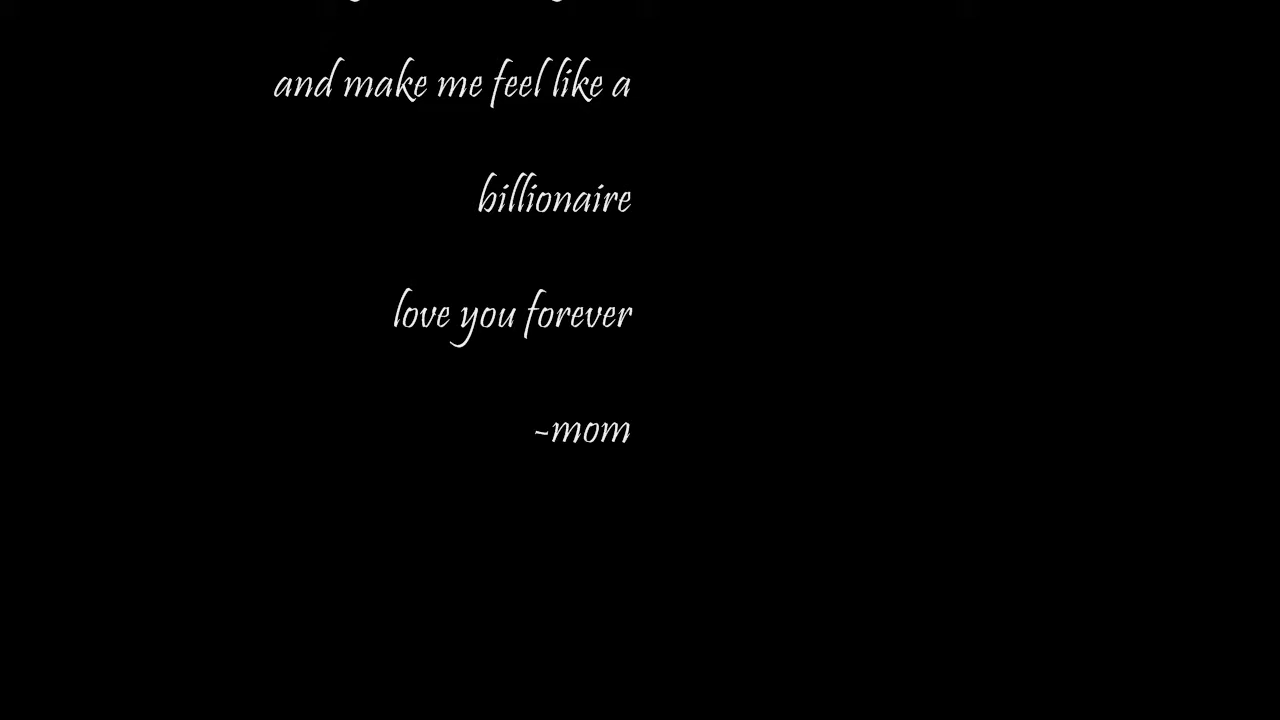 and make me feel like a
billionaire
love you forever
~mom